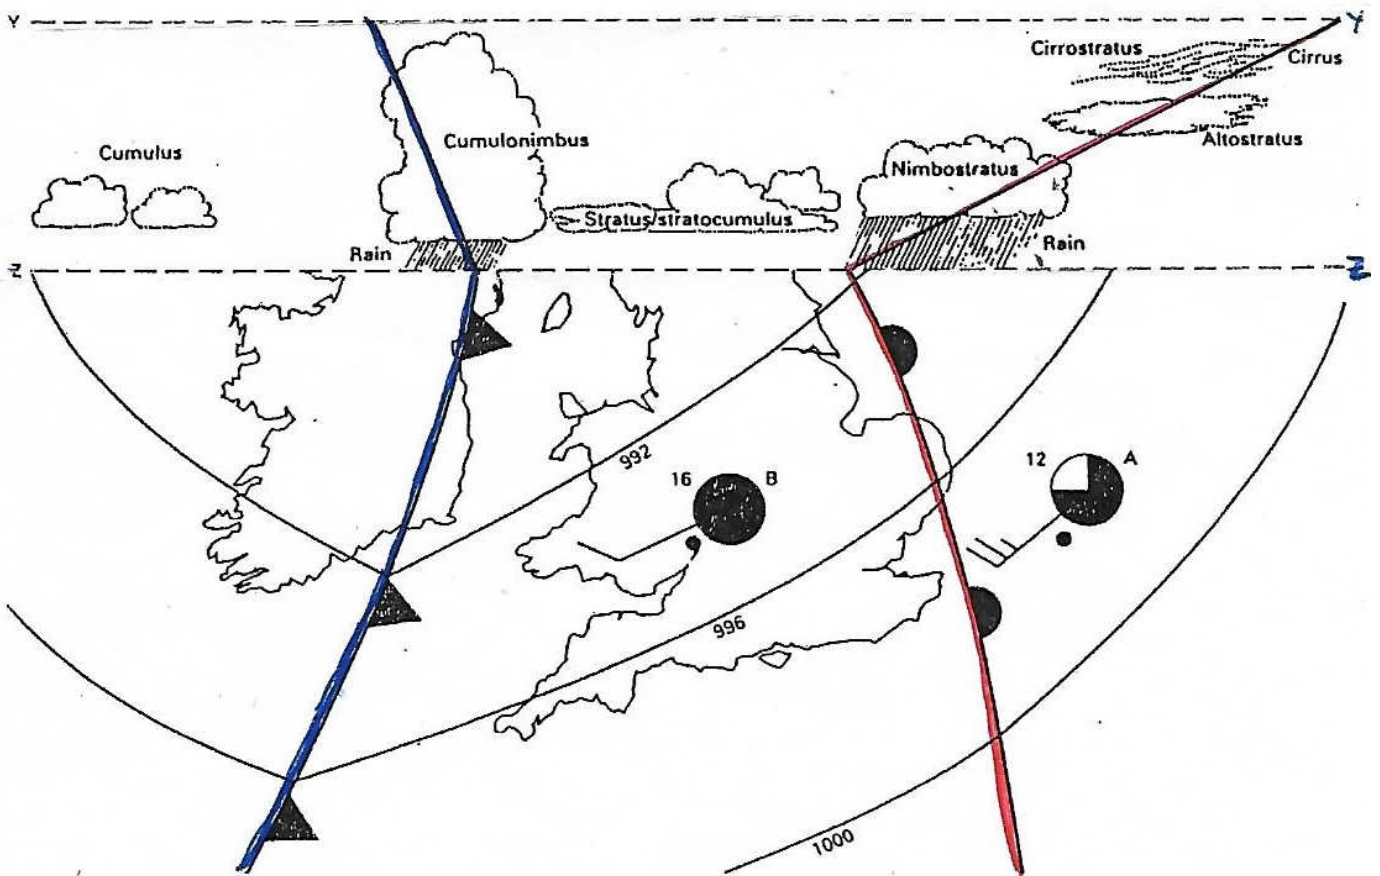 Y Y
Cirrostratus
Cirrus
Cumulonimbus
Altostratus
Cumulus
Nimbostratus
Stratus/stratocumulus
Rain
Rain
Z Z
992
16 B
12 A
996
1000